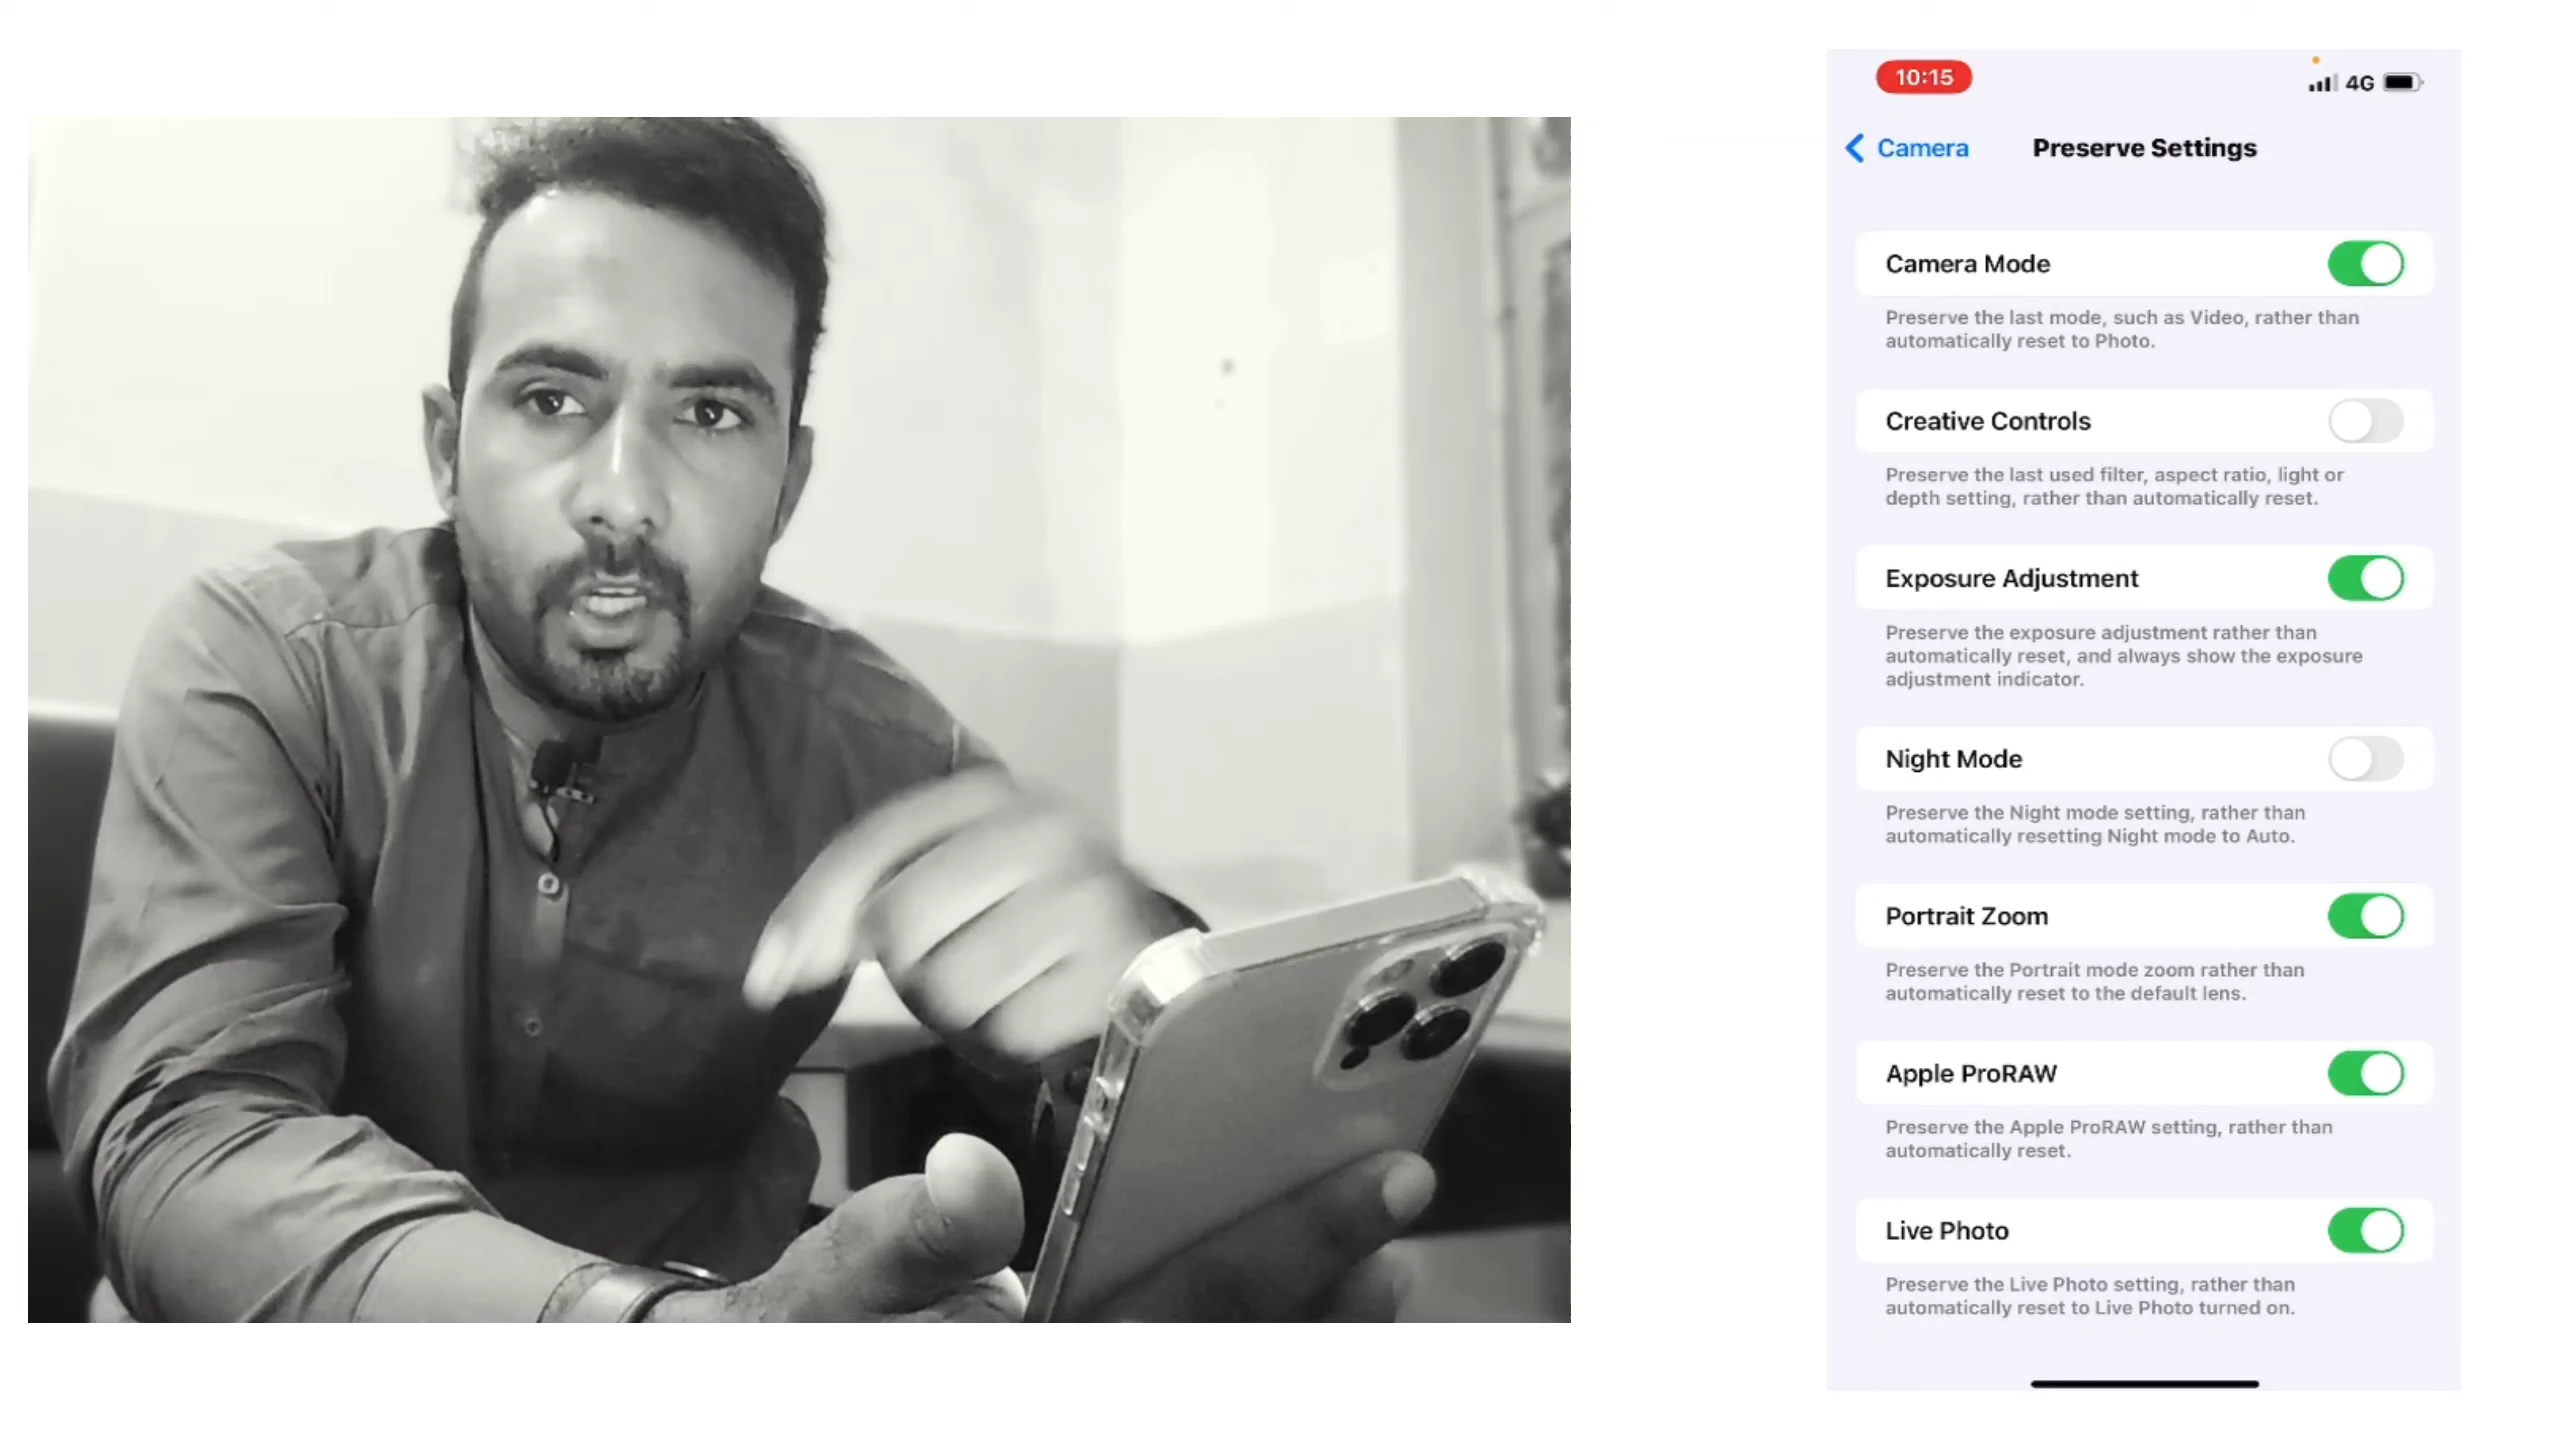 10:15
4G
Camera
Preserve Settings
Camera Mode
Preserve the last mode, such as Video, rather than
automatically reset to Photo.
Creative Controls
Preserve the last used filter, aspect ratio, light or
depth setting, rather than automatically reset.
Exposure Adjustment
Preserve the exposure adjustment rather than
automatically reset, and always show the exposure
adjustment indicator.
Night Mode
Preserve the Night mode setting, rather than
automatically resetting Night mode to Auto.
Portrait Zoom
Preserve the Portrait mode zoom rather than
automatically reset to the default lens.
Apple ProRAW
Preserve the Apple ProRAW setting, rather than
automatically reset.
Live Photo
Preserve the Live Photo setting, rather than
automatically reset to Live Photo turned on.